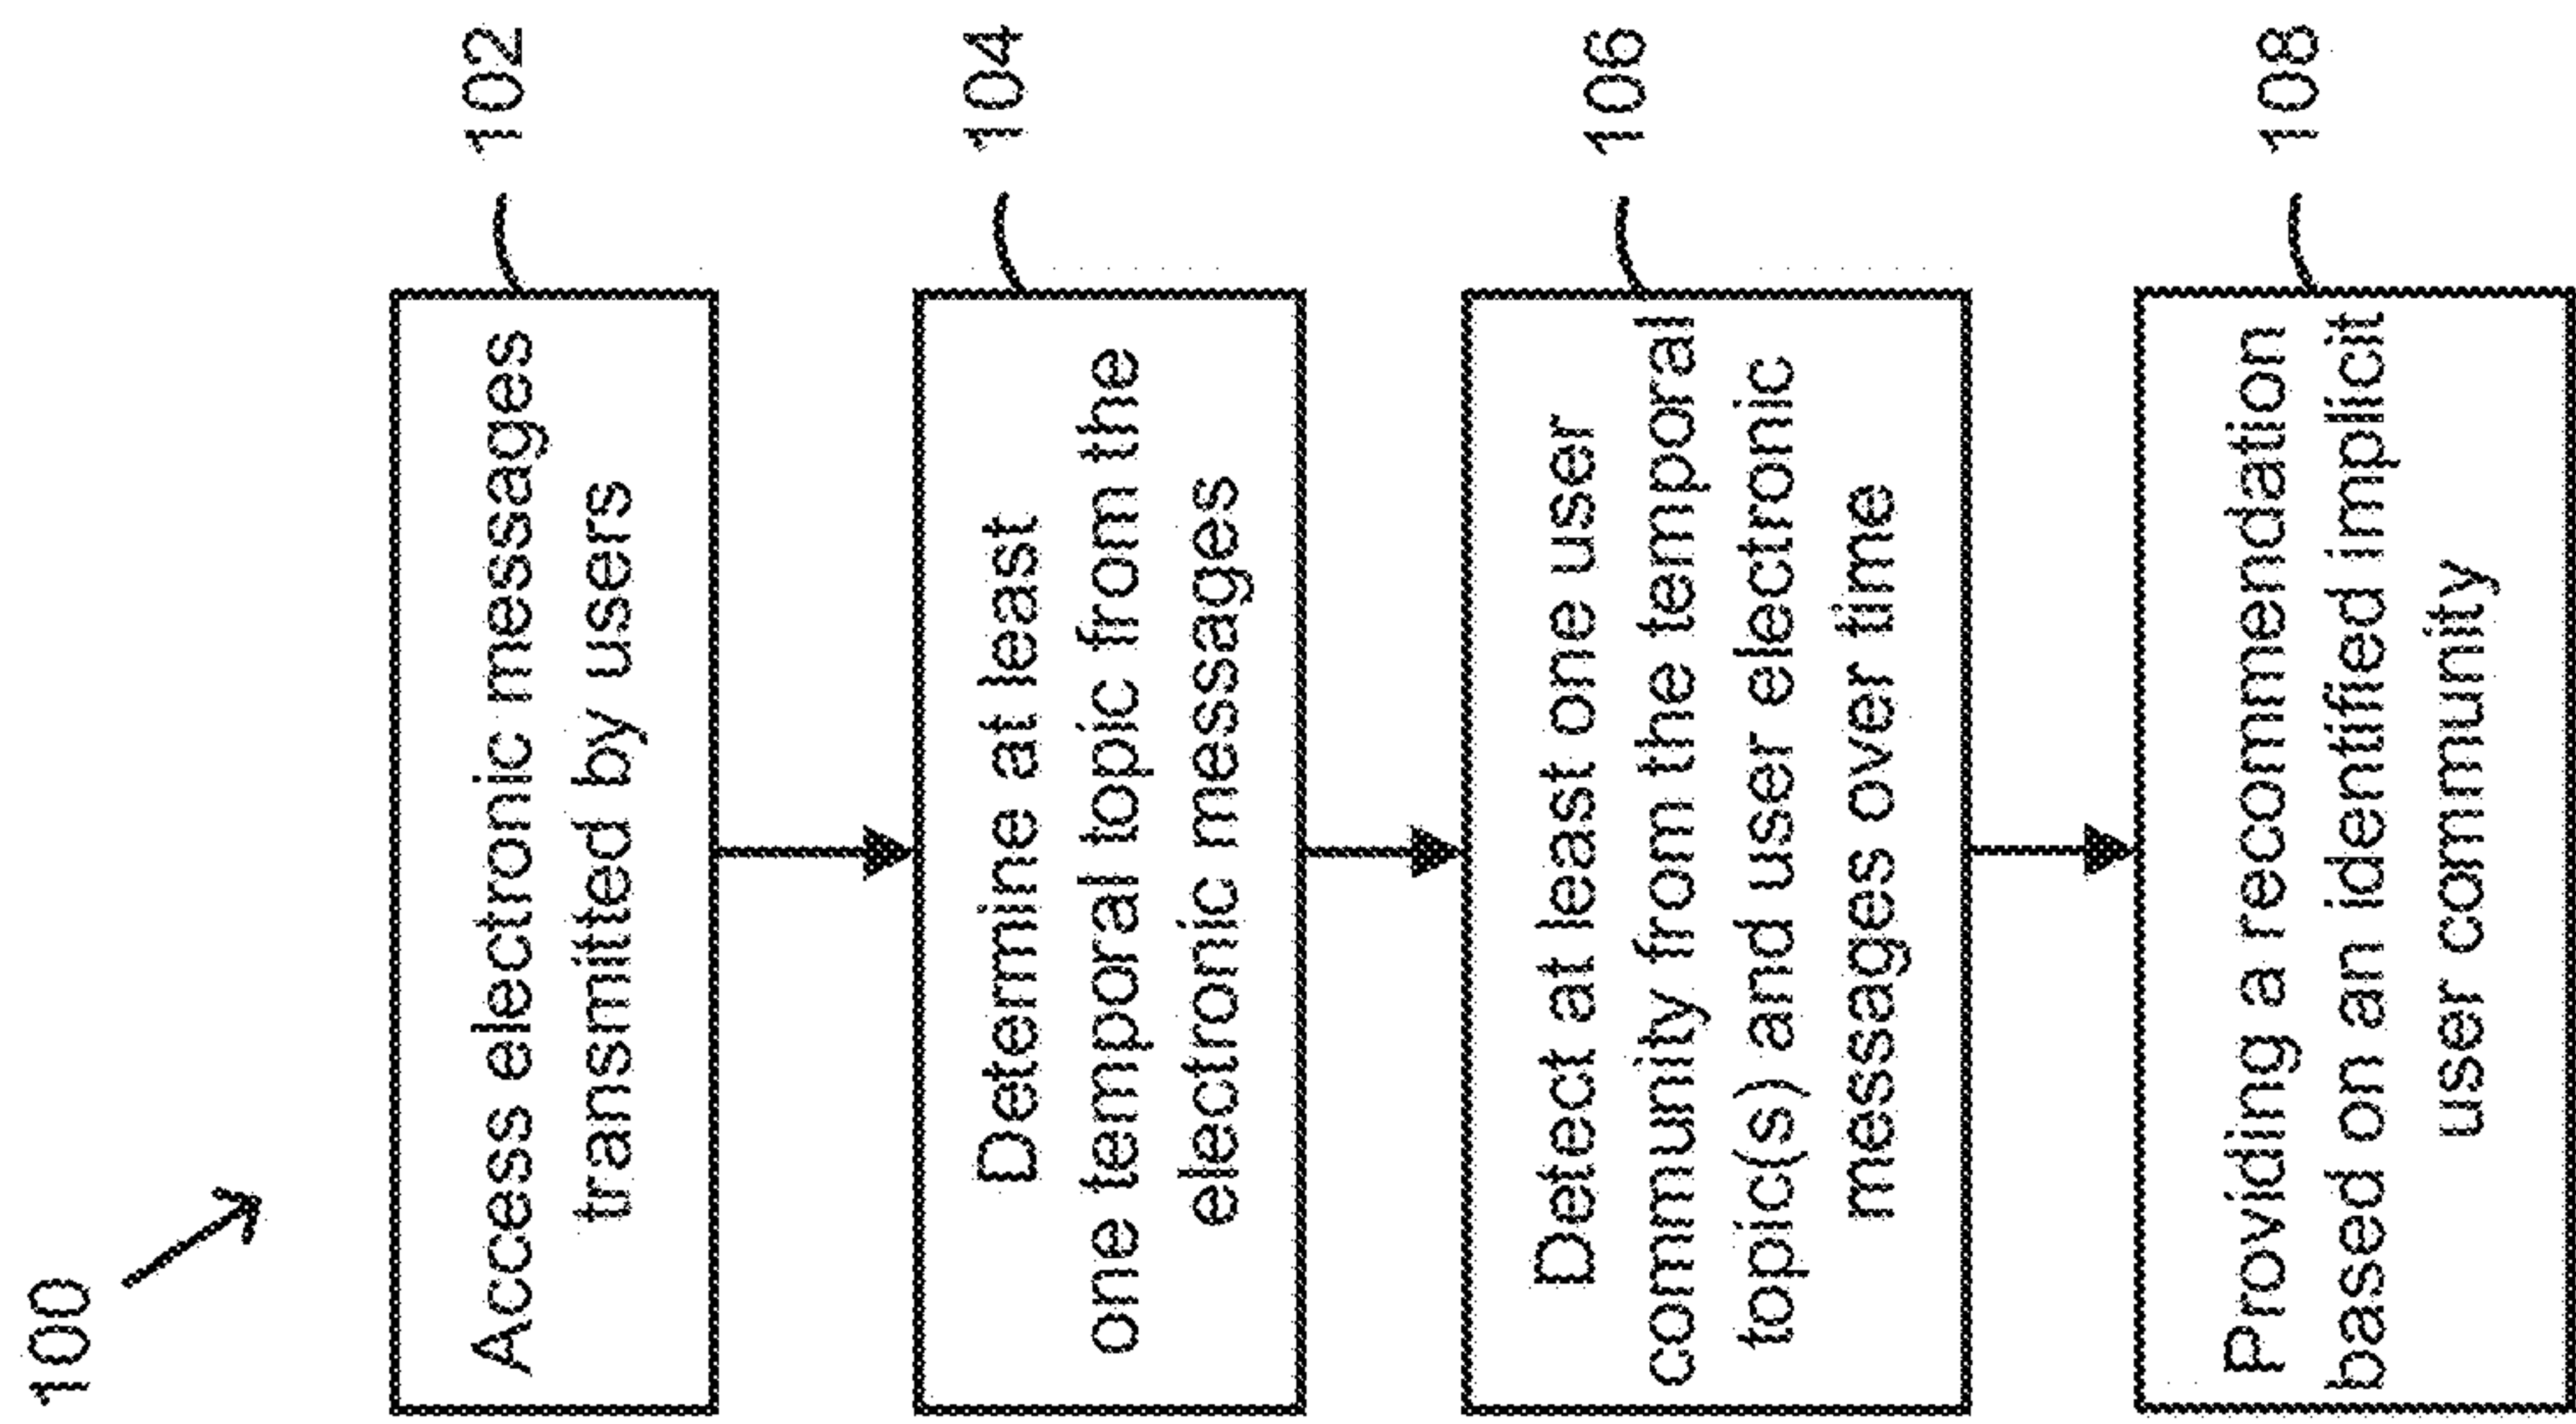 100
Access electronic messages
transmitted by users
102
Determine at least
one temporal topic from the
electronic messages
104
Detect at least one user
community from the temporal
topic(s) and user electronic
messages over time
106
Providing a recommendation
based on an identified implicit
user community
108